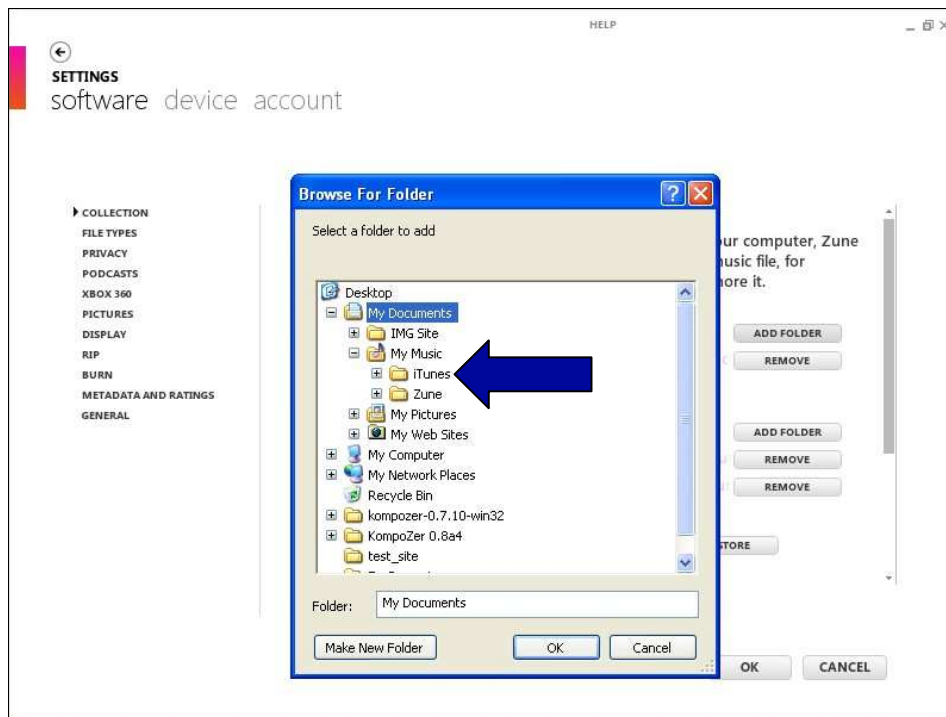 HELP
SETTINGS
software device account
COLLECTION
FILE TYPES
PRIVACY
PODCASTS
XBOX 360
PICTURES
DISPLAY
RIP
BURN
METADATA AND RATINGS
GENERAL
Browse For Folder
Select a folder to add
Desktop
My Documents
IMG Site
My Music
iTunes
Zune
My Pictures
My Web Sites
My Computer
My Network Places
Recycle Bin
kompozer-0.7.10-win32
KompoZer 0.8a4
test_site
Folder: My Documents
Make New Folder OK Cancel
ur computer, Zune
usic file, for
ore it.
ADD FOLDER
REMOVE
ADD FOLDER
REMOVE
REMOVE
STORE
OK CANCEL